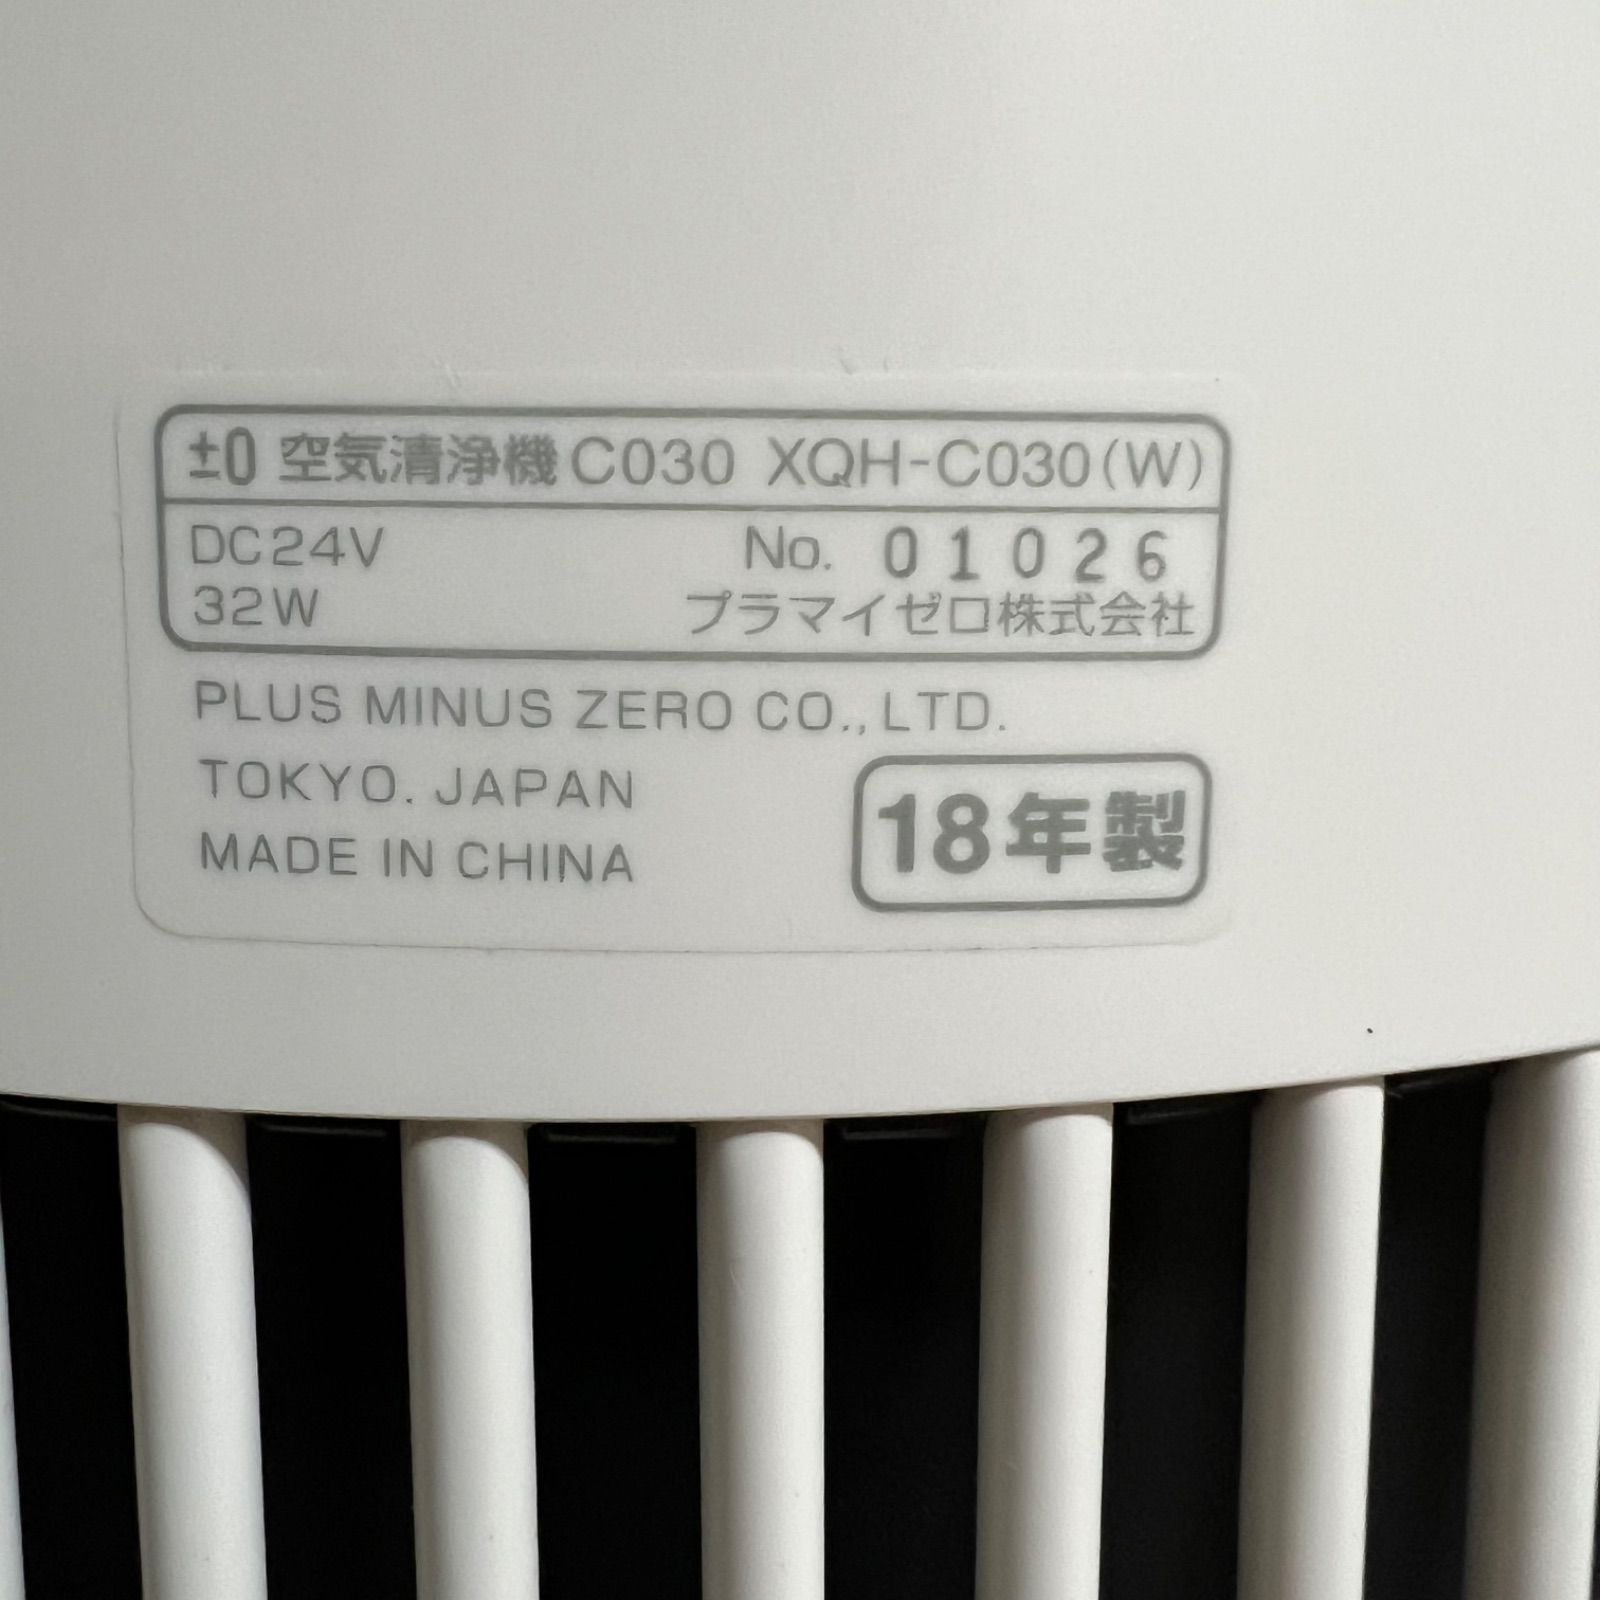 ±0 空気清浄機 C030 XQH-C030(W)
DC24V No. 01026
32W プラマイゼロ株式会社
PLUS MINUS ZERO CO., LTD.
TOKYO. JAPAN
MADE IN CHINA
18年製